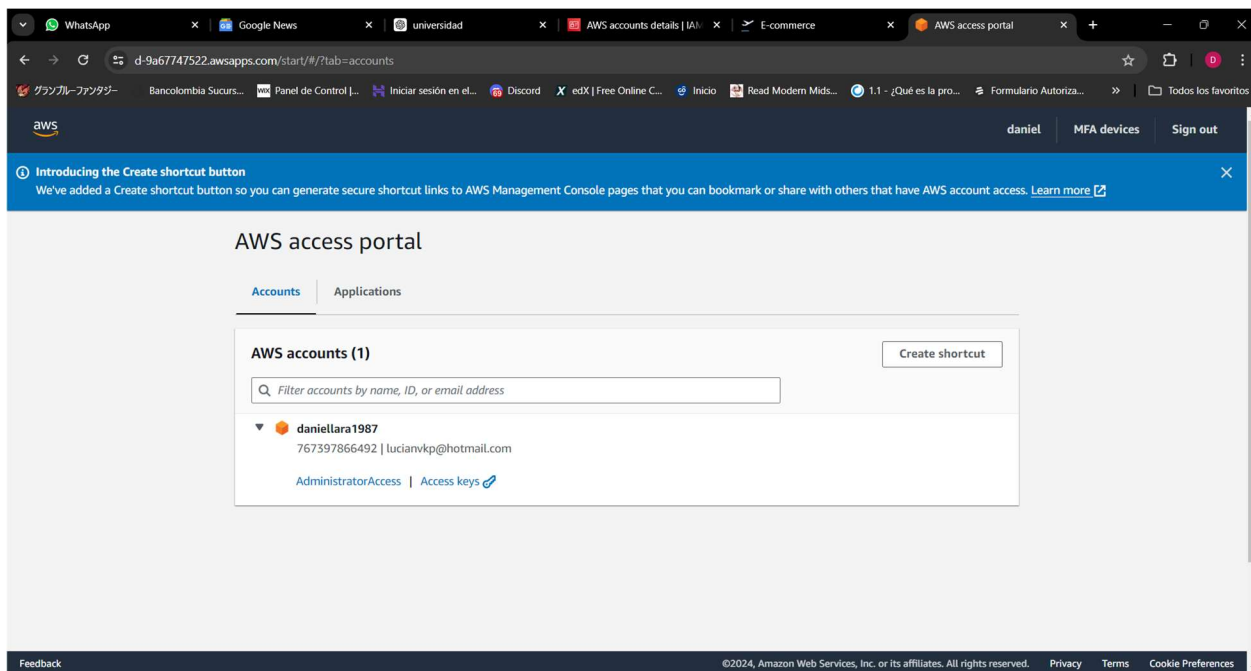 WhatsApp
Google News
universidad
AWS accounts details | IAM
E-commerce
AWS access portal
d-9a67747522.awsapps.com/start/#/?tab=accounts
グランブルーファンタジー
Bancolombia Sucurs...
WIX Panel de Control |...
Iniciar sesión en el...
Discord
edX | Free Online C...
Inicio
Read Modern Mids...
1.1 - ¿Qué es la pro...
Formulario Autoriza...
Todos los favoritos
aws
daniel
MFA devices
Sign out
Introducing the Create shortcut button
We've added a Create shortcut button so you can generate secure shortcut links to AWS Management Console pages that you can bookmark or share with others that have AWS account access. Learn more
AWS access portal
Accounts
Applications
AWS accounts (1)
Create shortcut
Filter accounts by name, ID, or email address
daniellara1987
767397866492 | lucianvkp@hotmail.com
AdministratorAccess | Access keys
Feedback
©2024, Amazon Web Services, Inc. or its affiliates. All rights reserved.
Privacy
Terms
Cookie Preferences